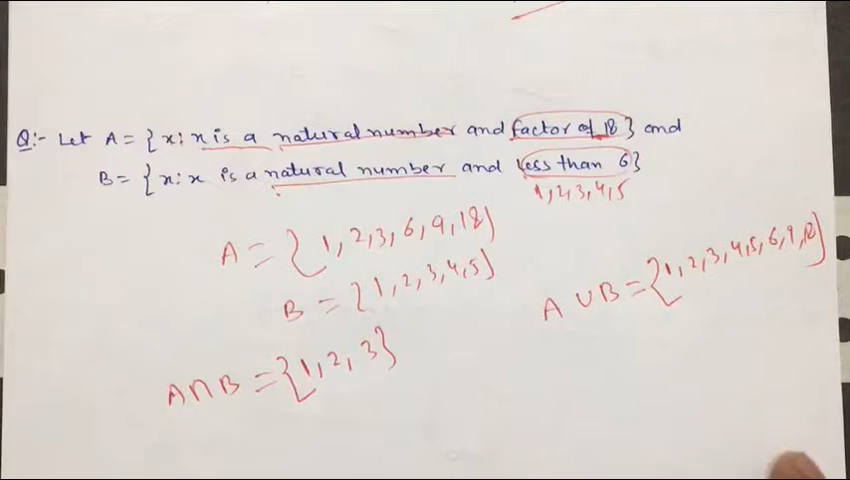 Q:- Let A = {x : x is a natural number and factor of 18} and
B = {x : x is a natural number and less than 6}
1,2,3,4,5
A = {1, 2, 3, 6, 9, 18}
B = {1, 2, 3, 4, 5}
A ∪ B = {1, 2, 3, 4, 5, 6, 9, 18}
A ∩ B = {1, 2, 3}